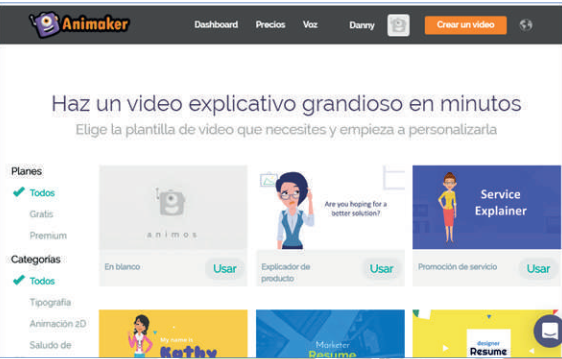 Animaker
Dashboard Precios Voz Danny Crear un video
Haz un video explicativo grandioso en minutos
Elige la plantilla de video que necesites y empieza a personalizarla
Planes
Todos
Gratis
Premium
Categorías
Todos
Tipografía
Animación 2D
Saludo de
animos
En blanco
Usar
Are you hoping for a
better solution?
Explicador de
producto
Usar
Service
Explainer
Promoción de servicio
Usar
My name is
Kathy
Marketer
Resume
designer
Resume